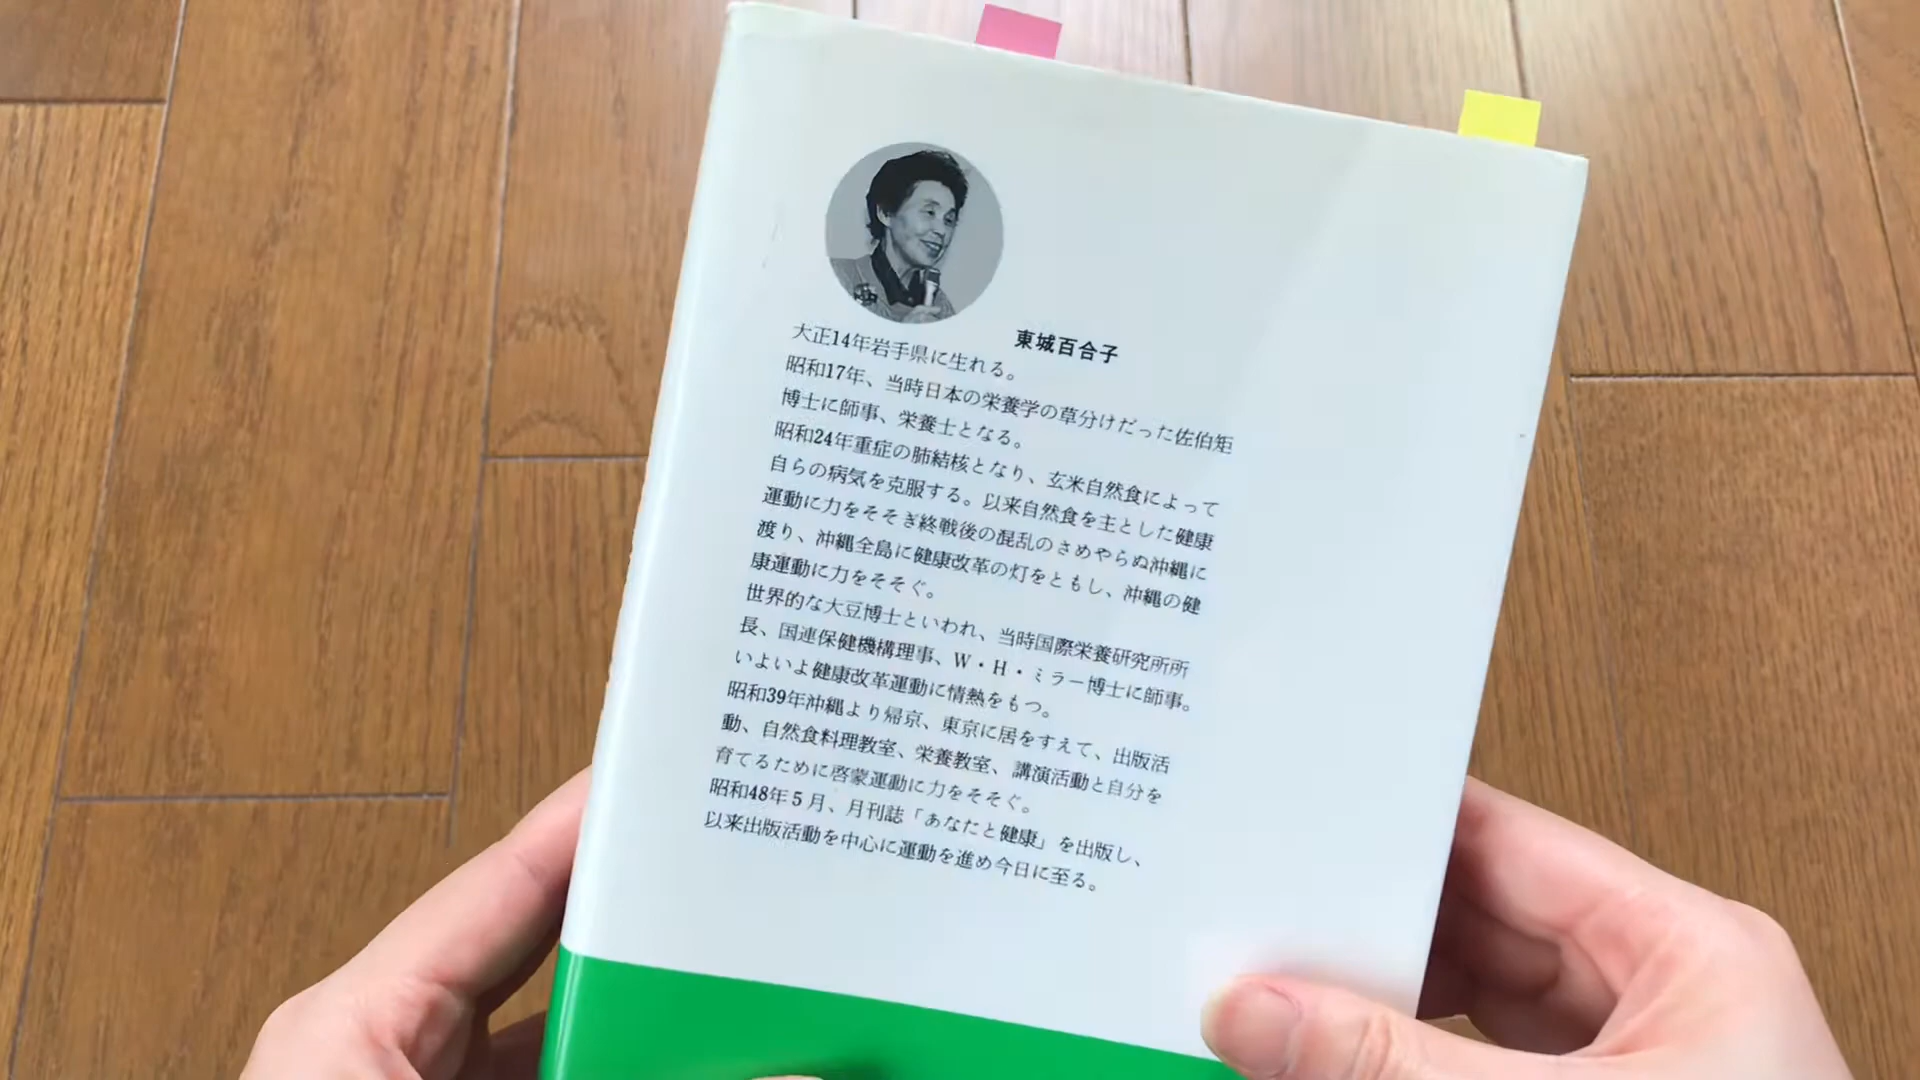 東城百合子
大正14年岩手県に生れる。
昭和17年、当時日本の栄養学の草分けだった佐伯矩
博士に師事、栄養士となる。
昭和24年重症の肺結核となり、玄米自然食によって
自らの病気を克服する。以来自然食を主とした健康
運動に力をそそぎ終戦後の混乱のさめやらぬ沖縄に
渡り、沖縄全島に健康改革の灯をともし、沖縄の健
康運動に力をそそぐ。
世界的な大豆博士といわれ、当時国際栄養研究所所
長、国連保健機構理事、W・H・ミラー博士に師事。
いよいよ健康改革運動に情熱をもつ。
昭和39年沖縄より帰京、東京に居をすえて、出版活
動、自然食料理教室、栄養教室、講演活動と自分を
育てるために啓蒙運動に力をそそぐ。
昭和48年5月、月刊誌「あなたと健康」を出版し、
以来出版活動を中心に運動を進め今日に至る。